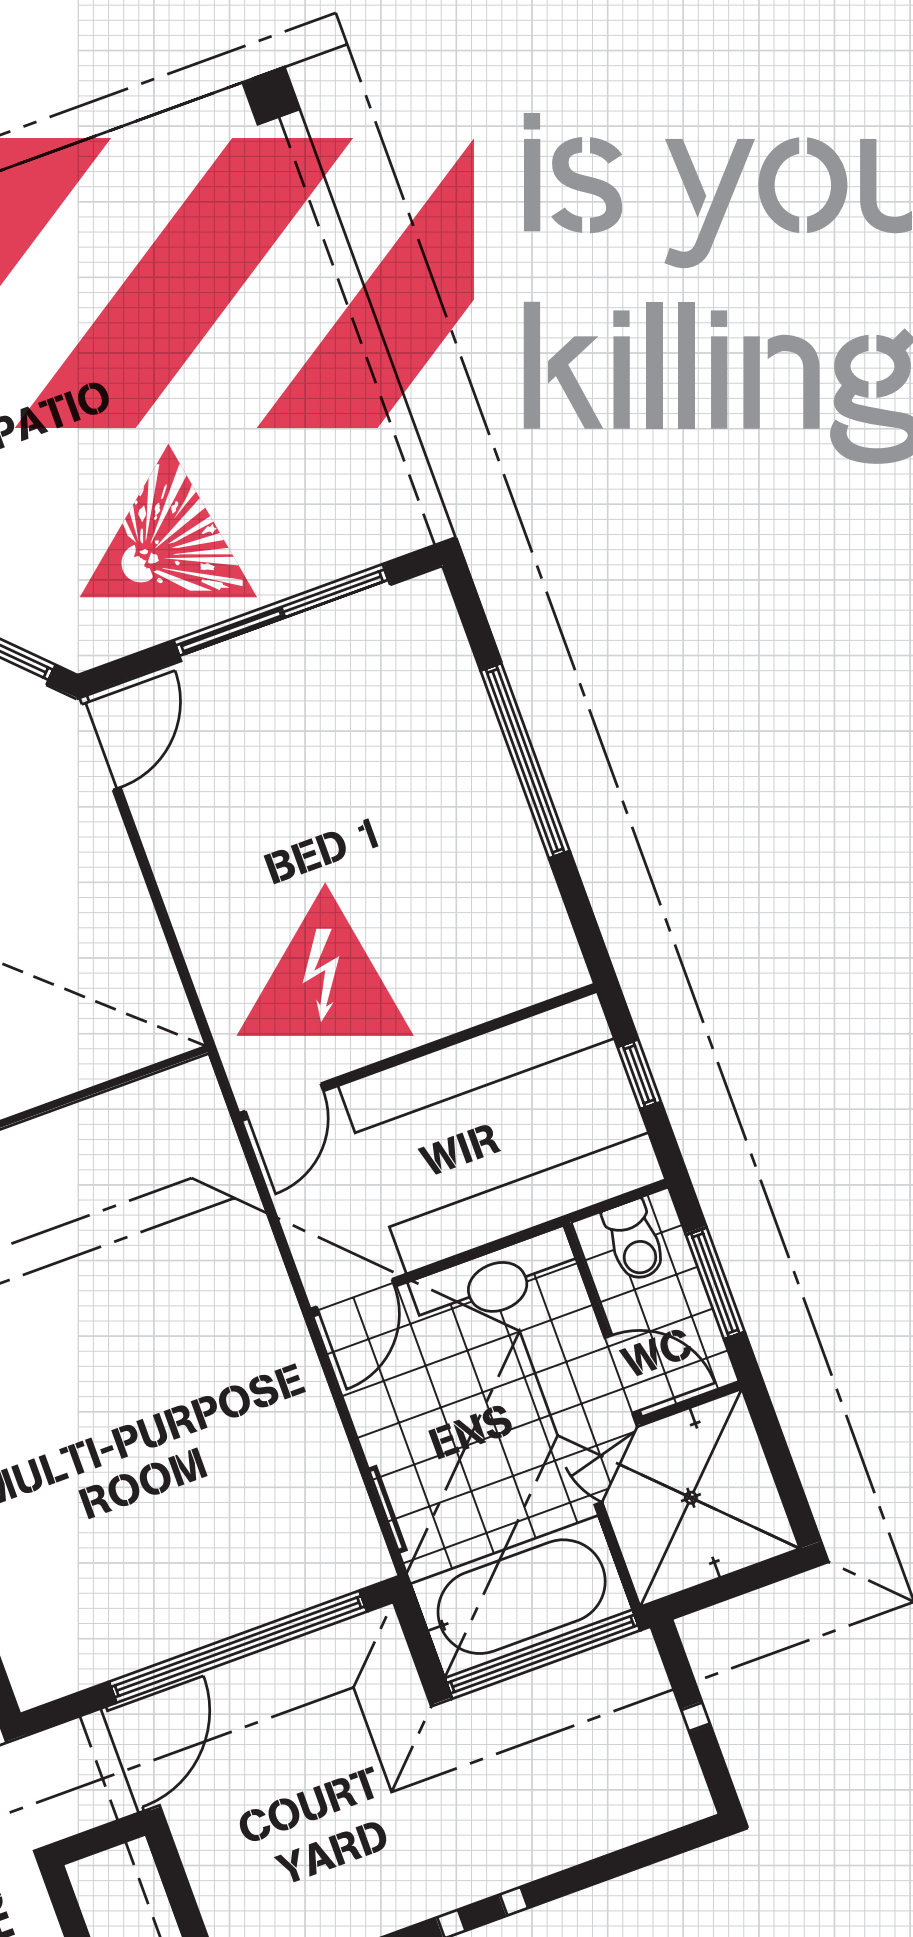 is you
killing
PATIO
BED 1
WIR
WC
ENS
MULTI-PURPOSE
ROOM
COURT
YARD